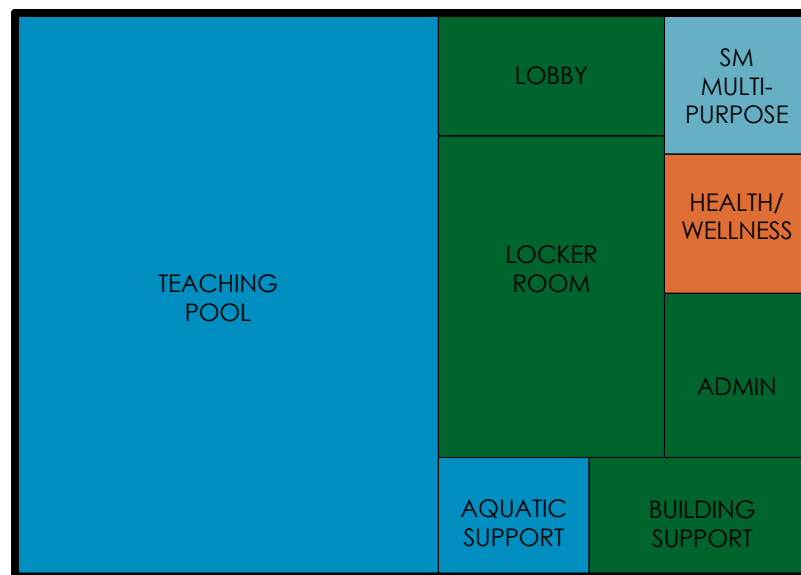 LOBBY
SM
MULTI-
PURPOSE
HEALTH/
WELLNESS
TEACHING
POOL
LOCKER
ROOM
ADMIN
AQUATIC
SUPPORT
BUILDING
SUPPORT